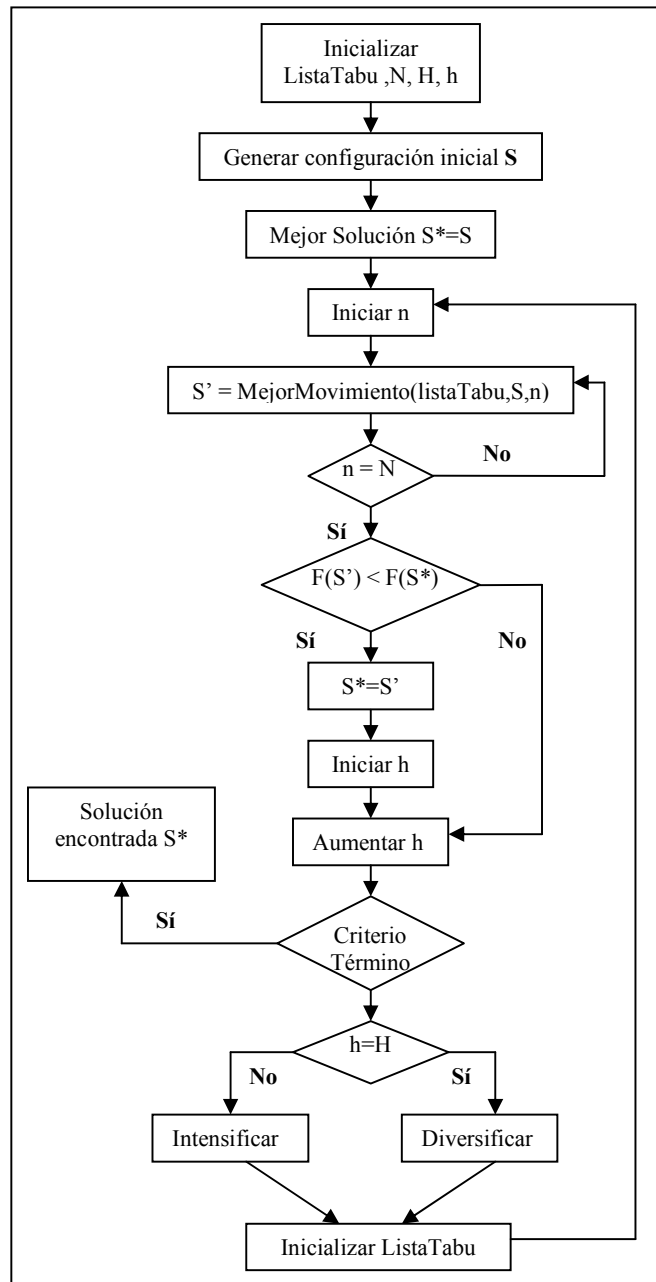 Inicializar
ListaTabu ,N, H, h
Generar configuración inicial S
Mejor Solución S*=S
Iniciar n
S’ = MejorMovimiento(listaTabu,S,n)
n = N
No
Sí
F(S’) < F(S*)
Sí
No
S*=S’
Iniciar h
Solución
encontrada S*
Aumentar h
Sí
Criterio
Término
h=H
No
Sí
Intensificar
Diversificar
Inicializar ListaTabu